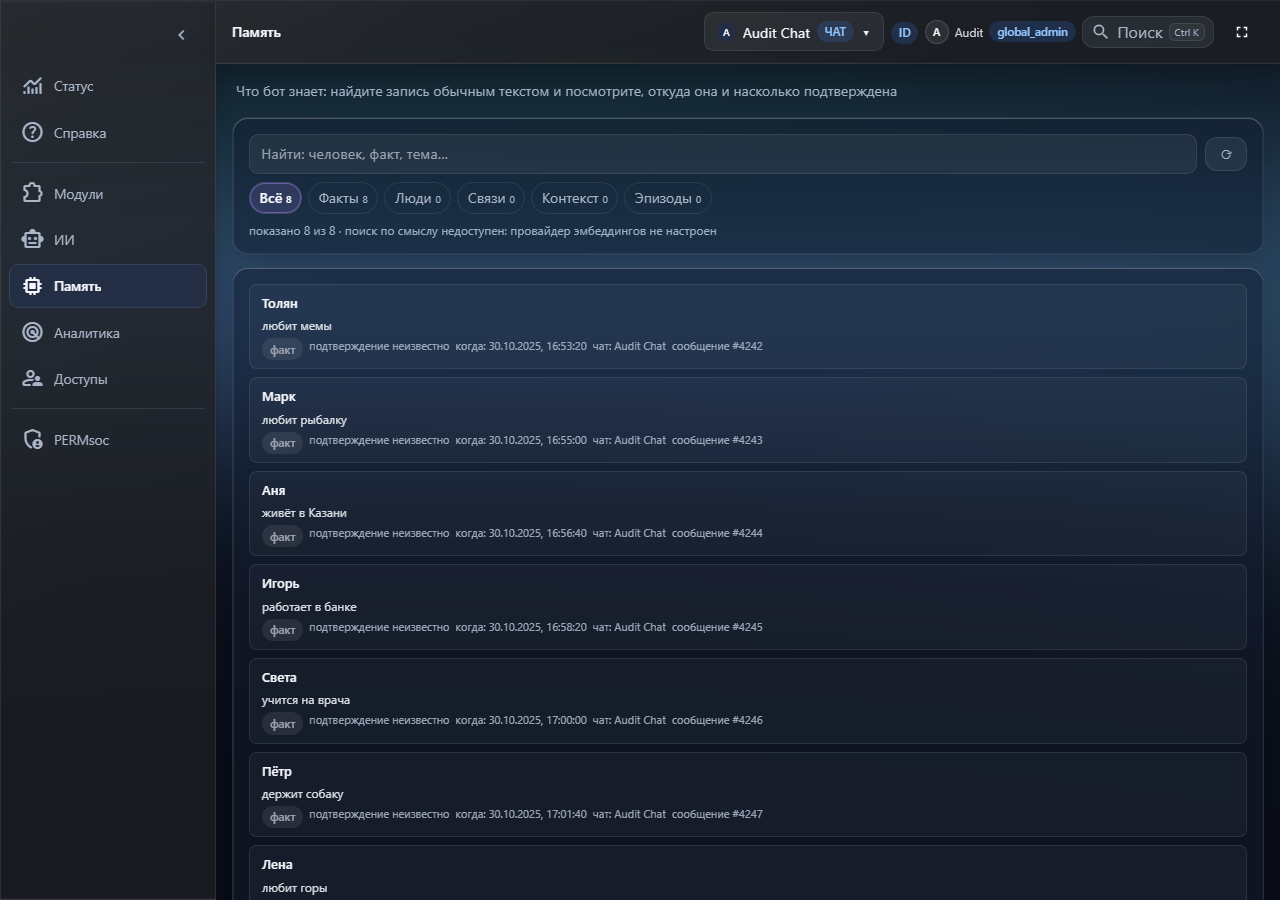 Память
A Audit Chat ЧАТ ▾ ID A Audit global_admin Поиск Ctrl K
Статус
Справка
Модули
ИИ
Память
Аналитика
Доступы
PERMsoc
Что бот знает: найдите запись обычным текстом и посмотрите, откуда она и насколько подтверждена
Найти: человек, факт, тема...
Всё 8 Факты 8 Люди 0 Связи 0 Контекст 0 Эпизоды 0
показано 8 из 8 · поиск по смыслу недоступен: провайдер эмбеддингов не настроен
Толян
любит мемы
факт подтверждение неизвестно когда: 30.10.2025, 16:53:20 чат: Audit Chat сообщение #4242
Марк
любит рыбалку
факт подтверждение неизвестно когда: 30.10.2025, 16:55:00 чат: Audit Chat сообщение #4243
Аня
живёт в Казани
факт подтверждение неизвестно когда: 30.10.2025, 16:56:40 чат: Audit Chat сообщение #4244
Игорь
работает в банке
факт подтверждение неизвестно когда: 30.10.2025, 16:58:20 чат: Audit Chat сообщение #4245
Света
учится на врача
факт подтверждение неизвестно когда: 30.10.2025, 17:00:00 чат: Audit Chat сообщение #4246
Пётр
держит собаку
факт подтверждение неизвестно когда: 30.10.2025, 17:01:40 чат: Audit Chat сообщение #4247
Лена
любит горы